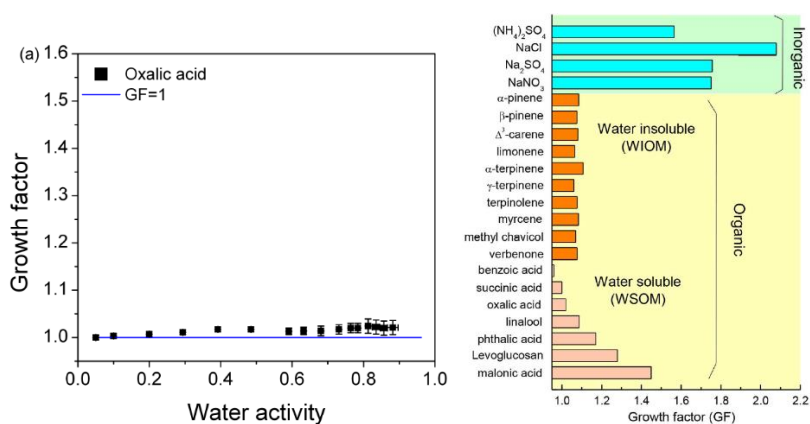 (a)
1.6
1.5
1.4
1.3
1.2
1.1
1.0
0.9
0.8
Growth factor
Oxalic acid
GF=1
0.0 0.2 0.4 0.6 0.8 1.0
Water activity
(NH₄)₂SO₄
NaCl
Na₂SO₄
NaNO₃
α-pinene
β-pinene
Δ³-carene
limonene
α-terpinene
γ-terpinene
terpinolene
myrcene
methyl chavicol
verbenone
benzoic acid
succinic acid
oxalic acid
linalool
phthalic acid
Levoglucosan
malonic acid
Inorganic
Water insoluble
(WIOM)
Organic
Water soluble
(WSOM)
1.0 1.2 1.4 1.6 1.8 2.0 2.2
Growth factor (GF)